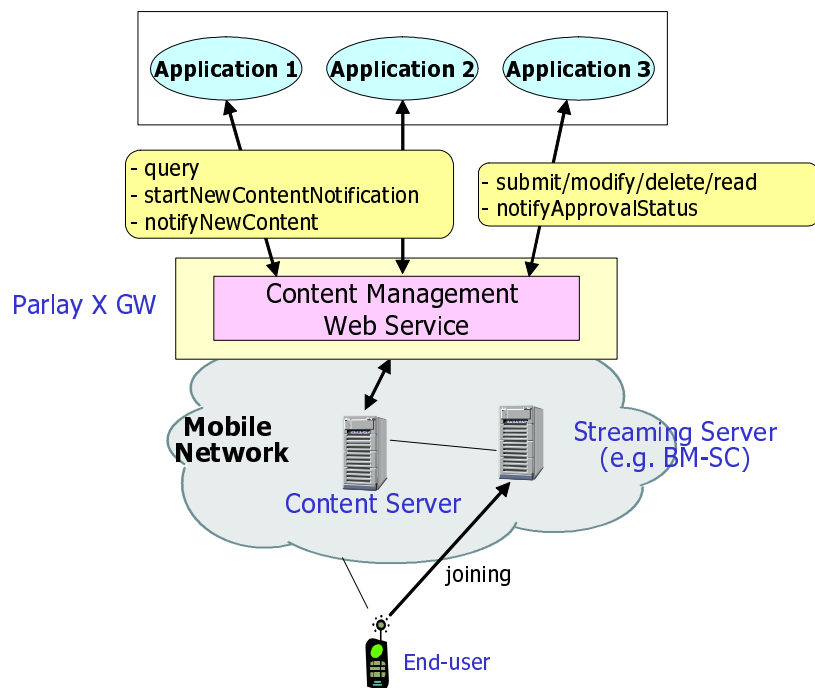 Application 1
Application 2
Application 3
- query
- startNewContentNotification
- notifyNewContent
- submit/modify/delete/read
- notifyApprovalStatus
Parlay X GW
Content Management
Web Service
Mobile
Network
Content Server
Streaming Server
(e.g. BM-SC)
joining
End-user